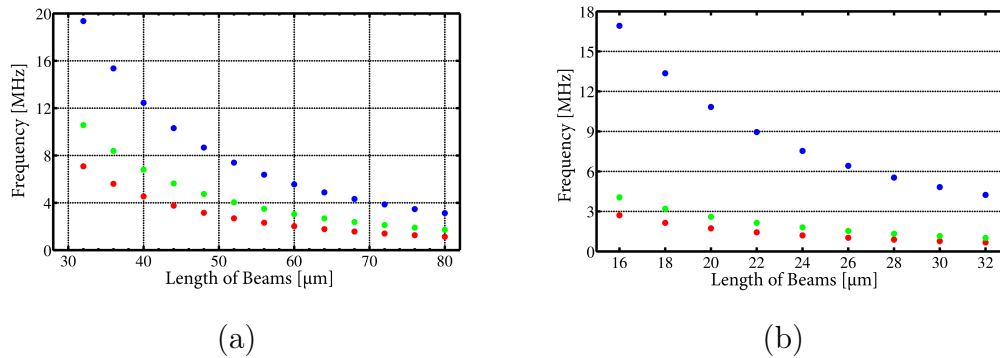 20
16
12
8
4
0
Frequency [MHz]
30 40 50 60 70 80
Length of Beams [µm]
(a)
18
15
12
9
6
3
0
Frequency [MHz]
16 18 20 22 24 26 28 30 32
Length of Beams [µm]
(b)